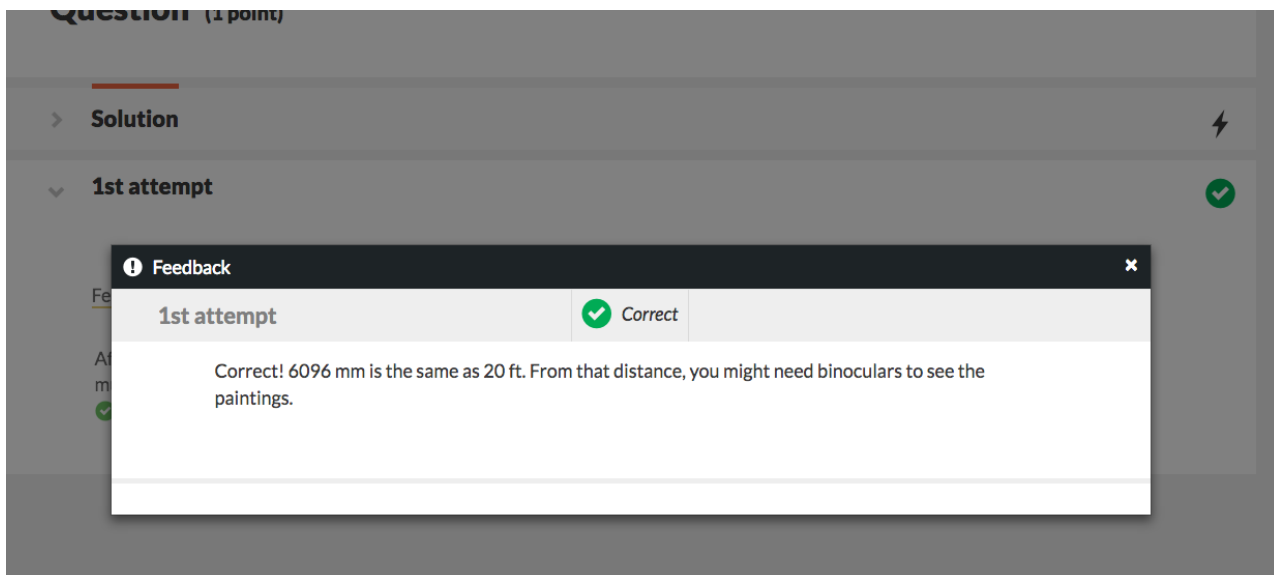 Question (1 point)
Solution
1st attempt
Feedback
1st attempt
Correct
Correct! 6096 mm is the same as 20 ft. From that distance, you might need binoculars to see the
paintings.